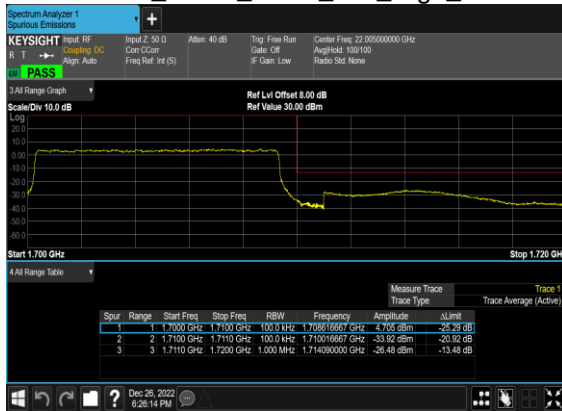 Spectrum Analyzer 1
Spurious Emissions
+
KEYSIGHT Input: RF Input Z: 50 Ω Atten: 40 dB Trig: Free Run Center Freq: 22.005000000 GHz
R T Coupling: DC Corr CCorr Gate: Off Avg|Hold: 100/100
Align: Auto Freq Ref: Int (S) IF Gain: Low Radio Std: None
PASS
3 All Range Graph
Ref Lvl Offset 8.00 dB
Scale/Div 10.0 dB Ref Value 30.00 dBm
Log
20.0
10.0
0.00
-10.0
-20.0
-30.0
-40.0
-50.0
-60.0
Start 1.700 GHz Stop 1.720 GH
4 All Range Table
Measure Trace Trace 1
Trace Type Trace Average (Active)
Spur Range Start Freq Stop Freq RBW Frequency Amplitude ΔLimit
1 1 1.7000 GHz 1.7100 GHz 100.0 kHz 1.708616667 GHz 4.705 dBm -25.29 dB
2 2 1.7100 GHz 1.7110 GHz 100.0 kHz 1.710016667 GHz -33.92 dBm -20.92 dB
3 3 1.7110 GHz 1.7200 GHz 1.000 MHz 1.714090000 GHz -26.48 dBm -13.48 dB
? Dec 26, 2022
6:26:14 PM